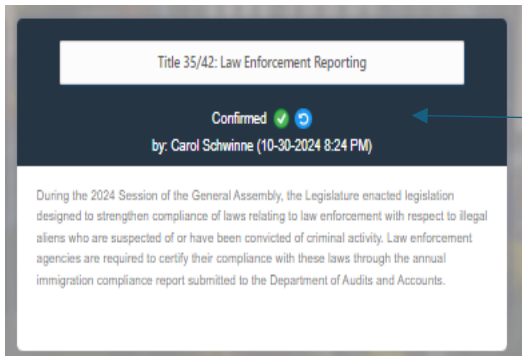 Title 35/42: Law Enforcement Reporting
Confirmed
by: Carol Schwinne (10-30-2024 8:24 PM)
During the 2024 Session of the General Assembly, the Legislature enacted legislation
designed to strengthen compliance of laws relating to law enforcement with respect to illegal
aliens who are suspected of or have been convicted of criminal activity. Law enforcement
agencies are required to certify their compliance with these laws through the annual
immigration compliance report submitted to the Department of Audits and Accounts.